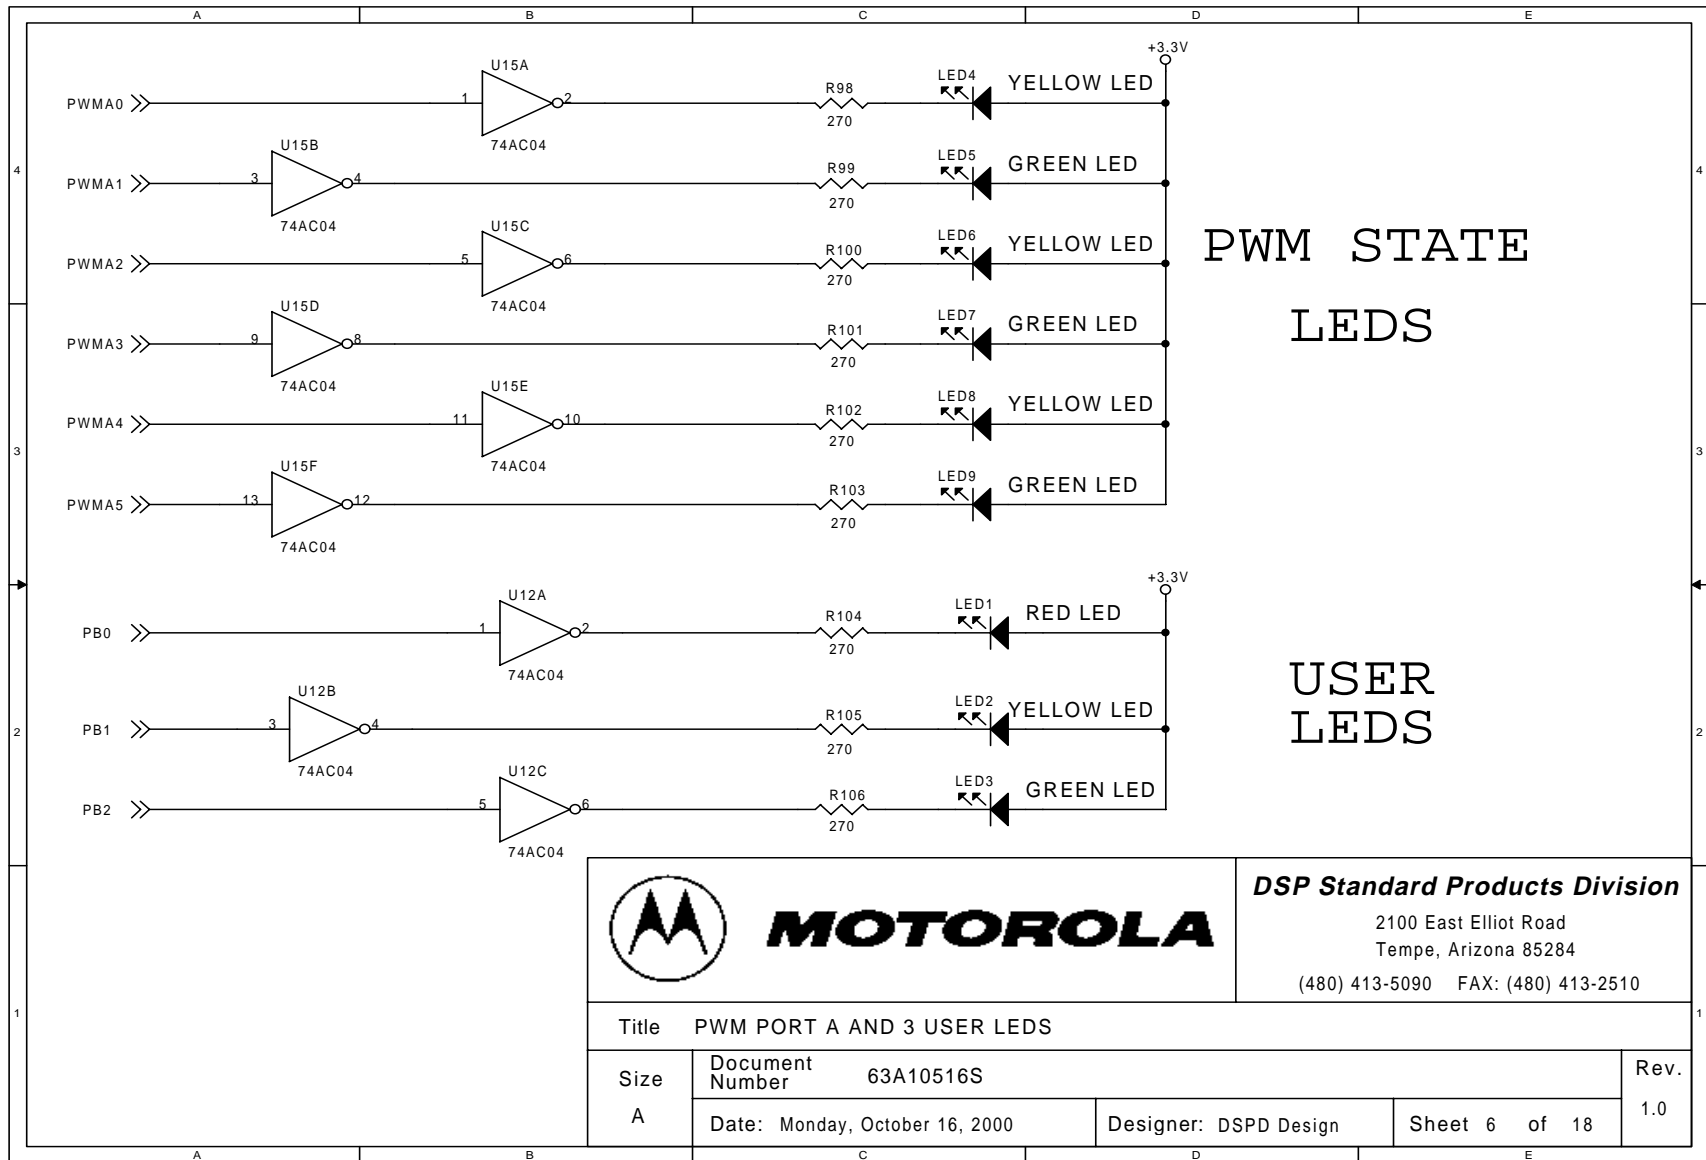 A B C D E
+3.3V
U15A LED4 YELLOW LED
PWMA0 1 2 R98
270
74AC04
U15B LED5 GREEN LED
4 PWMA1 3 4 R99 4
270
74AC04
U15C LED6 YELLOW LED
PWMA2 5 6 R100
270
74AC04
PWM STATE
LEDS
U15D LED7 GREEN LED
PWMA3 9 8 R101
270
74AC04
U15E LED8 YELLOW LED
PWMA4 11 10 R102
270
74AC04
3 3
U15F LED9 GREEN LED
PWMA5 13 12 R103
270
74AC04
+3.3V
U12A LED1 RED LED
PB0 1 2 R104
270
74AC04
U12B LED2 YELLOW LED
2 PB1 3 4 R105 2
270
74AC04
USER
LEDS
U12C LED3 GREEN LED
PB2 5 6 R106
270
74AC04
MOTOROLA
DSP Standard Products Division
2100 East Elliot Road
Tempe, Arizona 85284
(480) 413-5090 FAX: (480) 413-2510
1 1
Title PWM PORT A AND 3 USER LEDS
Size
A
Document
Number 63A10516S
Rev.
1.0
Date: Monday, October 16, 2000 Designer: DSPD Design Sheet 6 of 18
A B C D E